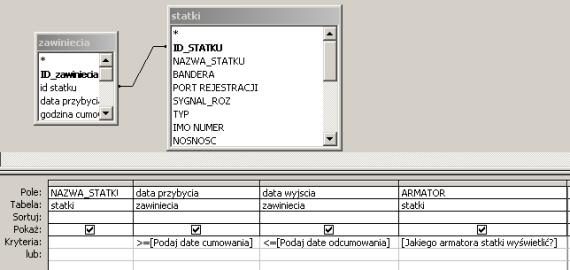 zawiniecia
*
ID_zawiniecia
id statku
data przybycia
godzina cumow
statki
*
ID_STATKU
NAZWA_STATKU
BANDERA
PORT REJESTRACJI
SYGNAL_ROZ
TYP
IMO NUMER
NOSNOSC
Pole: NAZWA_STATKU data przybycia data wyjscia ARMATOR
Tabela: statki zawiniecia zawiniecia statki
Sortuj:
Pokaż:
Kryteria: >=[Podaj date cumowania] <=[Podaj date odcumowania] [Jakiego armatora statki wyświetlić?]
lub: